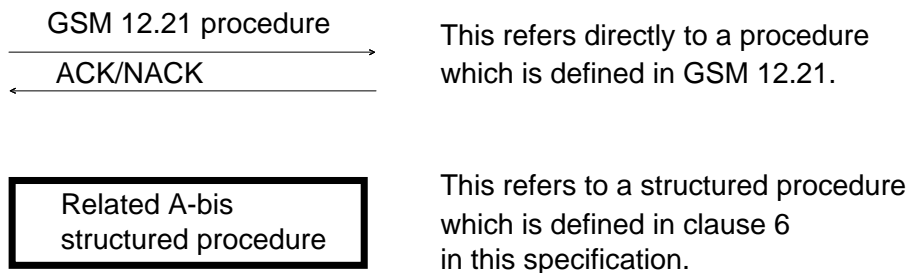 GSM 12.21 procedure
ACK/NACK
This refers directly to a procedure
which is defined in GSM 12.21.
Related A-bis
structured procedure
This refers to a structured procedure
which is defined in clause 6
in this specification.